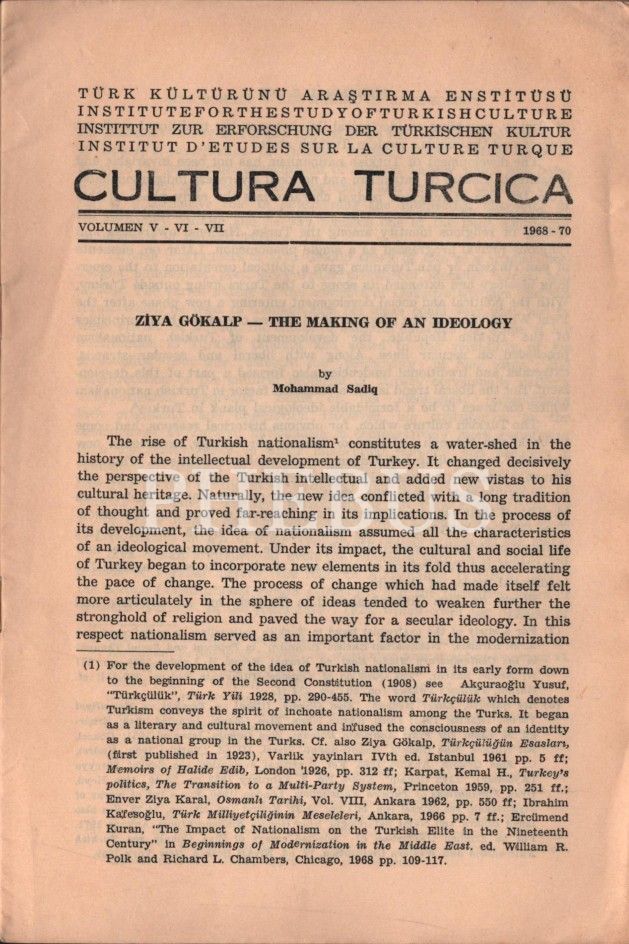 TÜRK KÜLTÜRÜNÜ ARAŞTIRMA ENSTİTÜSÜ
INSTITUTE FOR THE STUDY OF TURKISH CULTURE
INSTITTUT ZUR ERFORSCHUNG DER TÜRKİSCHEN KULTUR
INSTITUT D'ETUDES SUR LA CULTURE TURQUE
CULTURA TURCICA
VOLUMEN V - VI - VII 1968 - 70
ZİYA GÖKALP — THE MAKING OF AN IDEOLOGY
by
Mohammad Sadiq
The rise of Turkish nationalism¹ constitutes a water-shed in the
history of the intellectual development of Turkey. It changed decisively
the perspective of the Turkish intellectual and added new vistas to his
cultural heritage. Naturally, the new idea conflicted with a long tradition
of thought and proved far-reaching in its implications. In the process of
its development, the idea of nationalism assumed all the characteristics
of an ideological movement. Under its impact, the cultural and social life
of Turkey began to incorporate new elements in its fold thus accelerating
the pace of change. The process of change which had made itself felt
more articulately in the sphere of ideas tended to weaken further the
stronghold of religion and paved the way for a secular ideology. In this
respect nationalism served as an important factor in the modernization
(1) For the development of the idea of Turkish nationalism in its early form down
to the beginning of the Second Constitution (1908) see Akçuraoğlu Yusuf,
"Türkçülük", Türk Yili 1928, pp. 290-455. The word Türkçülük which denotes
Turkism conveys the spirit of inchoate nationalism among the Turks. It began
as a literary and cultural movement and infused the consciousness of an identity
as a national group in the Turks. Cf. also Ziya Gökalp, Türkçülüğün Esasları,
(first published in 1923), Varlik yayinları IVth ed. Istanbul 1961 pp. 5 ff;
Memoirs of Halide Edib, London 1926, pp. 312 ff; Karpat, Kemal H., Turkey's
politics, The Transition to a Multi-Party System, Princeton 1959, pp. 251 ff.;
Enver Ziya Karal, Osmanlı Tarihi, Vol. VIII, Ankara 1962, pp. 550 ff; Ibrahim
Kafesoğlu, Türk Milliyetçiliğinin Meseleleri, Ankara, 1966 pp. 7 ff.; Ercümend
Kuran, "The Impact of Nationalism on the Turkish Elite in the Nineteenth
Century" in Beginnings of Modernization in the Middle East. ed. William R.
Polk and Richard L. Chambers, Chicago, 1968 pp. 109-117.